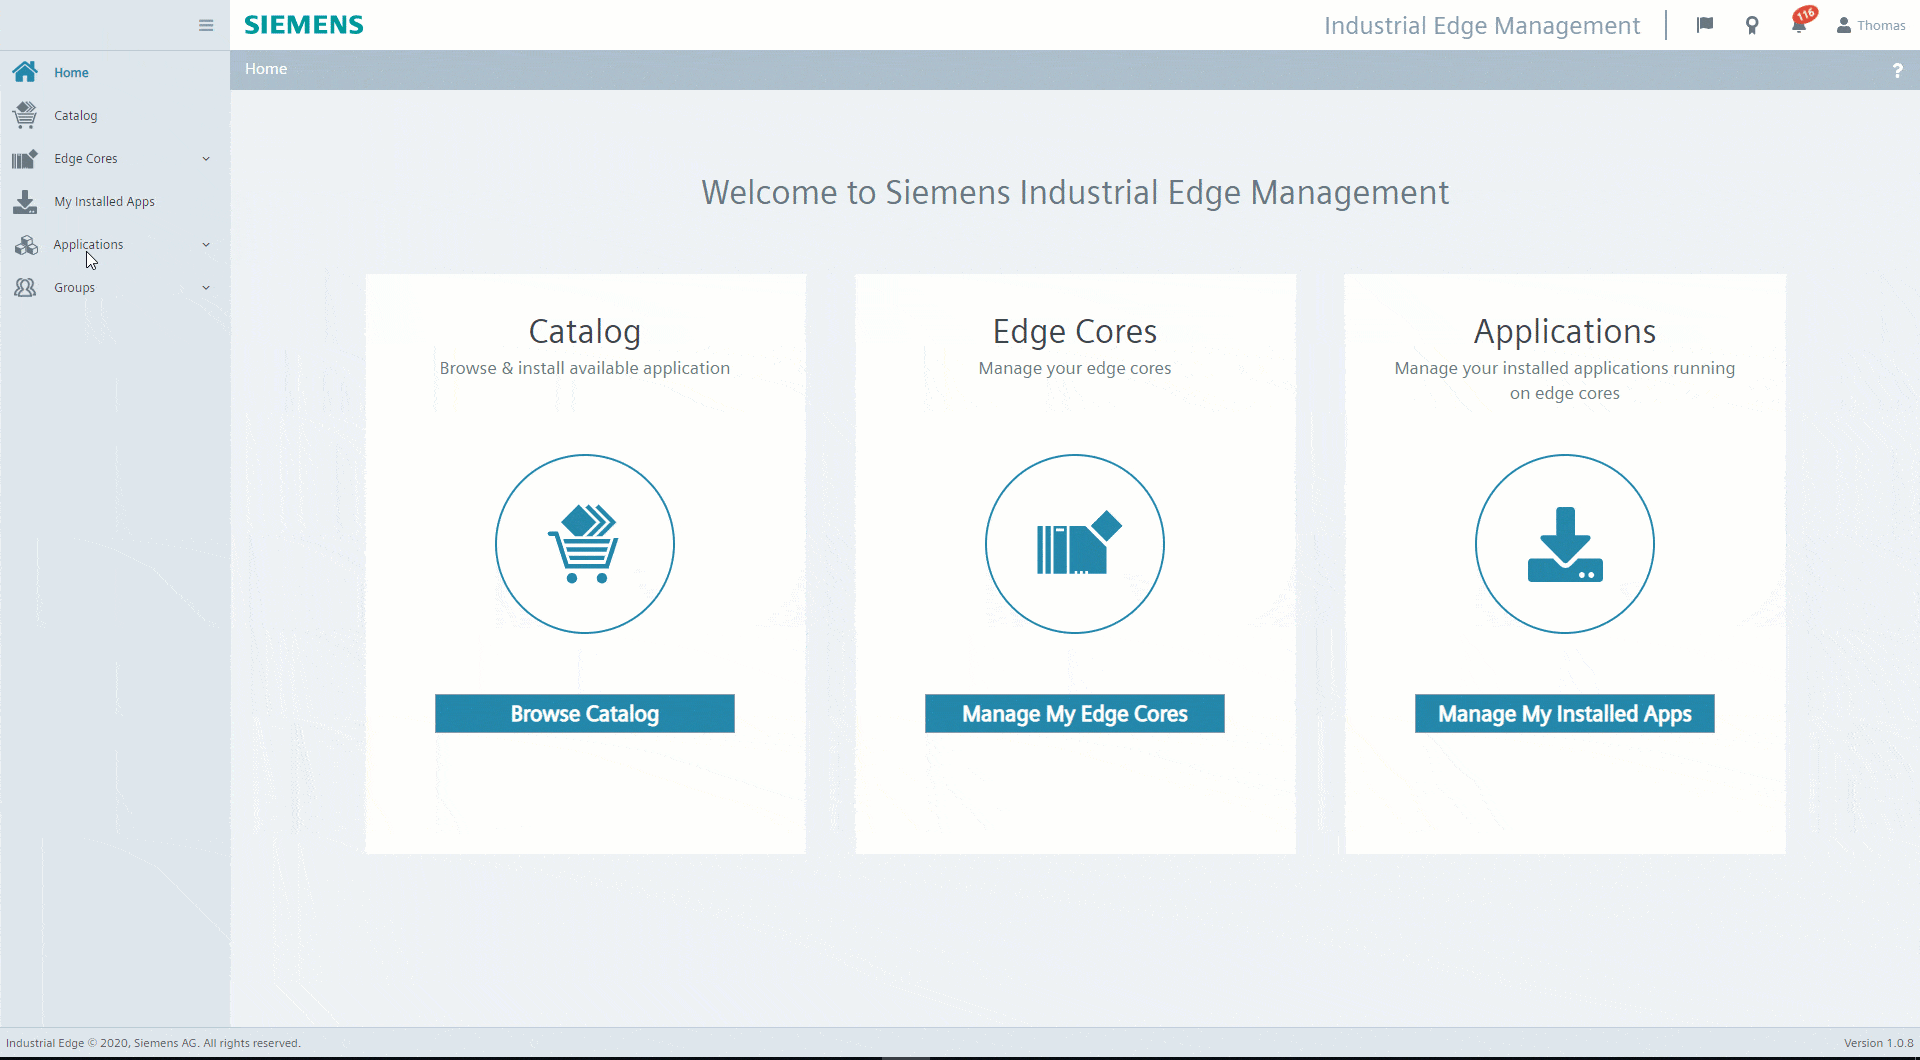 SIEMENS
Industrial Edge Management
116
Thomas
Home
Catalog
Edge Cores
My Installed Apps
Applications
Groups
Home
?
Welcome to Siemens Industrial Edge Management
Catalog
Browse & install available application
Browse Catalog
Edge Cores
Manage your edge cores
Manage My Edge Cores
Applications
Manage your installed applications running
on edge cores
Manage My Installed Apps
Industrial Edge © 2020, Siemens AG. All rights reserved.
Version 1.0.8